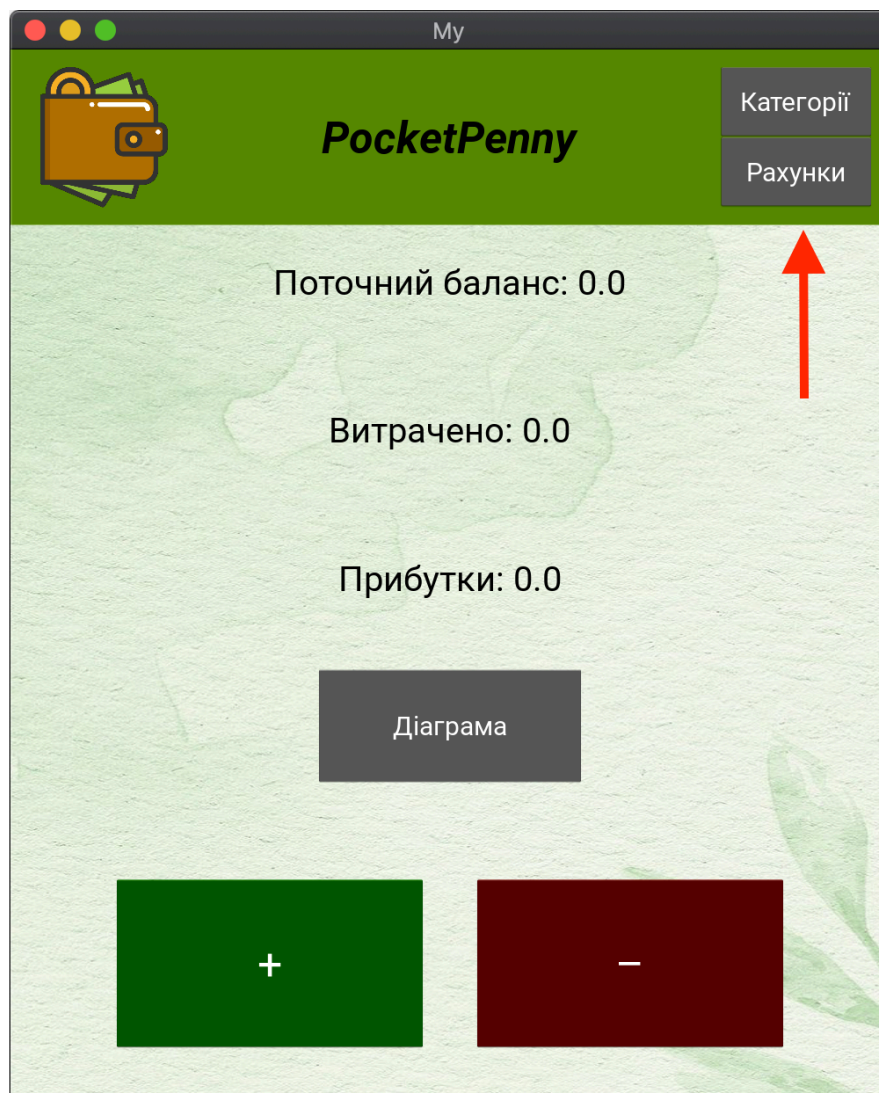 My
PocketPenny
Категорії
Рахунки
Поточний баланс: 0.0
Витрачено: 0.0
Прибутки: 0.0
Діаграма
+
−